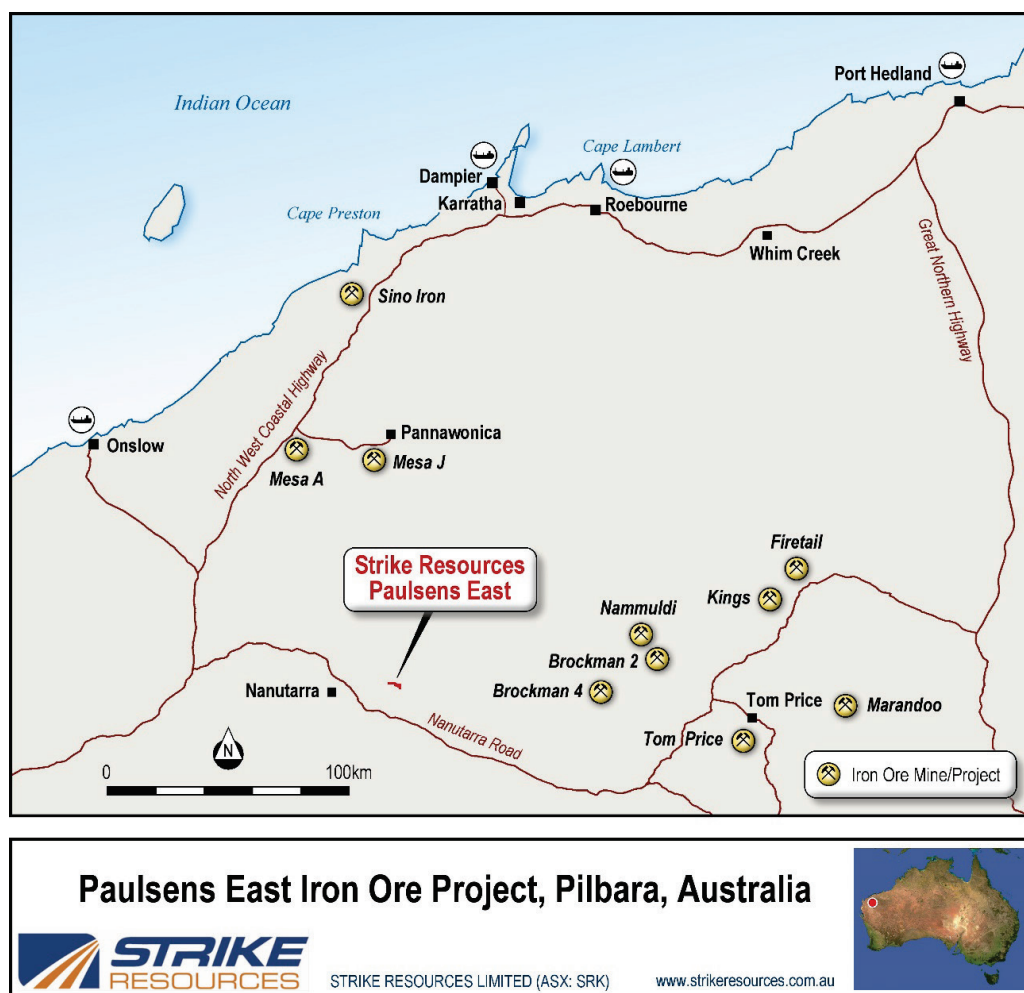 Port Hedland
Indian Ocean
Cape Lambert
Dampier
Karratha
Roebourne
Cape Preston
Whim Creek
Great Northern Highway
Sino Iron
North West Coastal Highway
Onslow
Pannawonica
Mesa A
Mesa J
Strike Resources
Paulsens East
Firetail
Kings
Nammuldi
Brockman 2
Brockman 4
Nanutarra
Nanutarra Road
Tom Price
Marandoo
Tom Price
N
0 100km
Iron Ore Mine/Project
Paulsens East Iron Ore Project, Pilbara, Australia
STRIKE
RESOURCES
STRIKE RESOURCES LIMITED (ASX: SRK) www.strikeresources.com.au